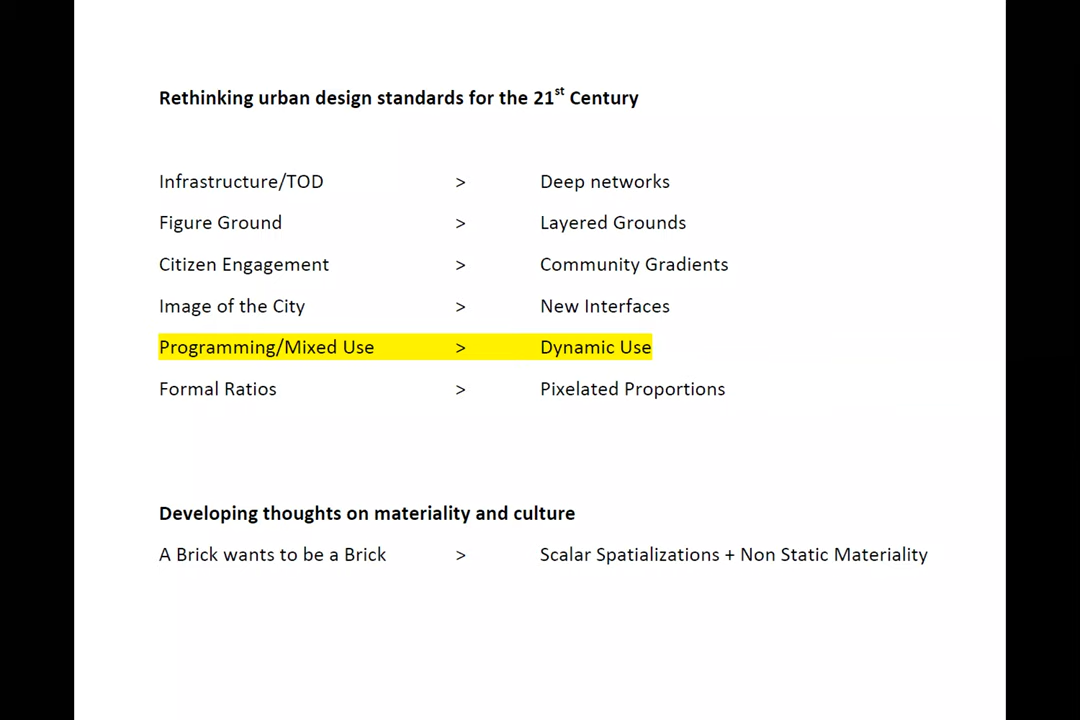 Rethinking urban design standards for the 21st Century
Infrastructure/TOD > Deep networks
Figure Ground > Layered Grounds
Citizen Engagement > Community Gradients
Image of the City > New Interfaces
Programming/Mixed Use > Dynamic Use
Formal Ratios > Pixelated Proportions
Developing thoughts on materiality and culture
A Brick wants to be a Brick > Scalar Spatializations + Non Static Materiality